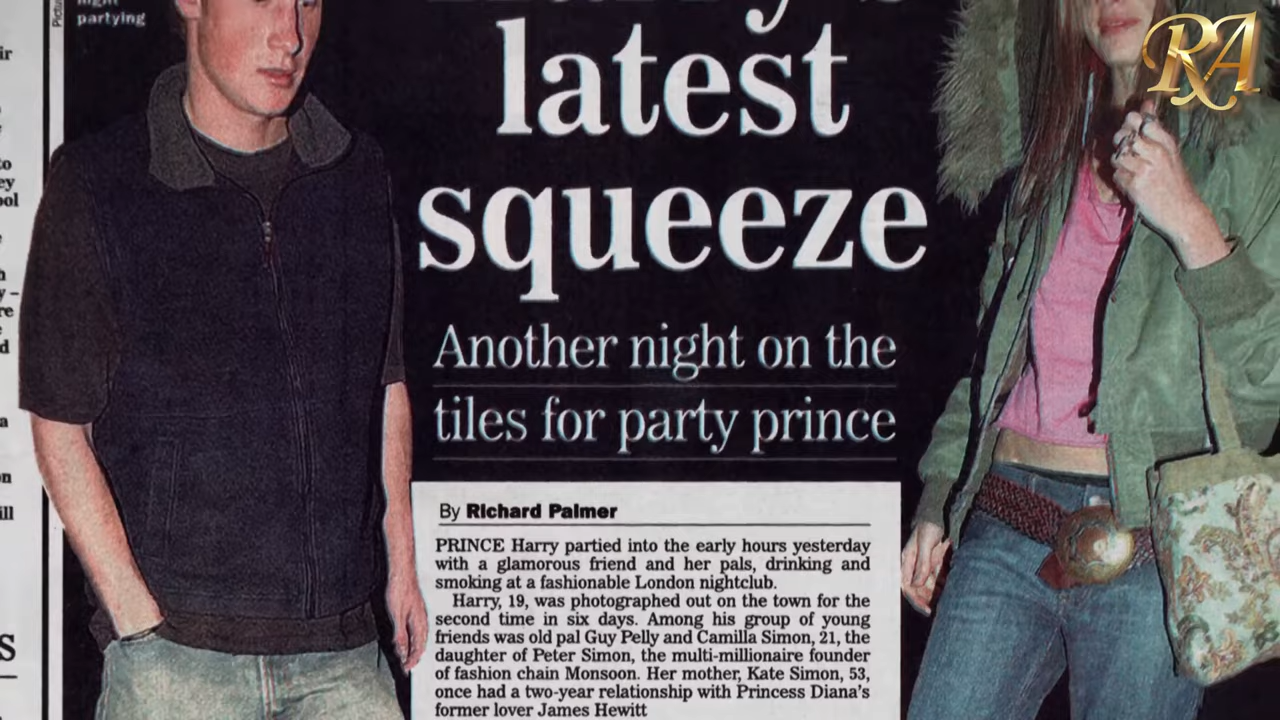 partying
RA
latest
squeeze
Another night on the
tiles for party prince
By Richard Palmer
PRINCE Harry partied into the early hours yesterday
with a glamorous friend and her pals, drinking and
smoking at a fashionable London nightclub.
Harry, 19, was photographed out on the town for the
second time in six days. Among his group of young
friends was old pal Guy Pelly and Camilla Simon, 21, the
daughter of Peter Simon, the multi-millionaire founder
of fashion chain Monsoon. Her mother, Kate Simon, 53,
once had a two-year relationship with Princess Diana's
former lover James Hewitt